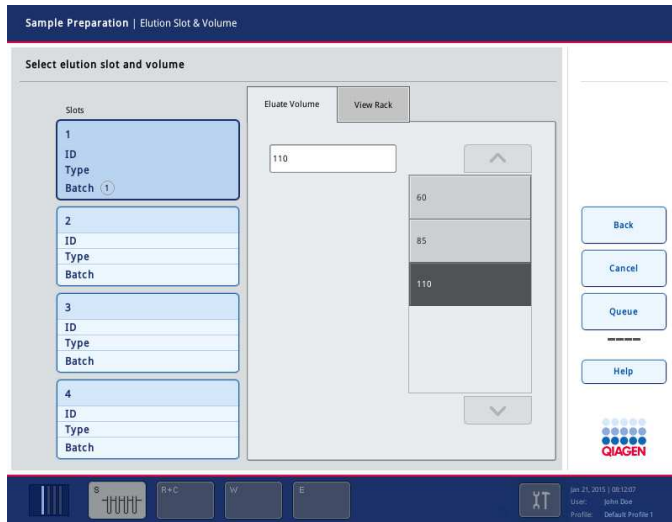 Sample Preparation | Elution Slot & Volume
Select elution slot and volume
Slots
1
ID
Type
Batch 1
2
ID
Type
Batch
3
ID
Type
Batch
4
ID
Type
Batch
Eluate Volume
View Rack
110
60
85
110
Back
Cancel
Queue
Help
QIAGEN
S
R+C
W
E
Jan 21, 2015 | 08:12:07
User: John Doe
Profile: Default Profile 1